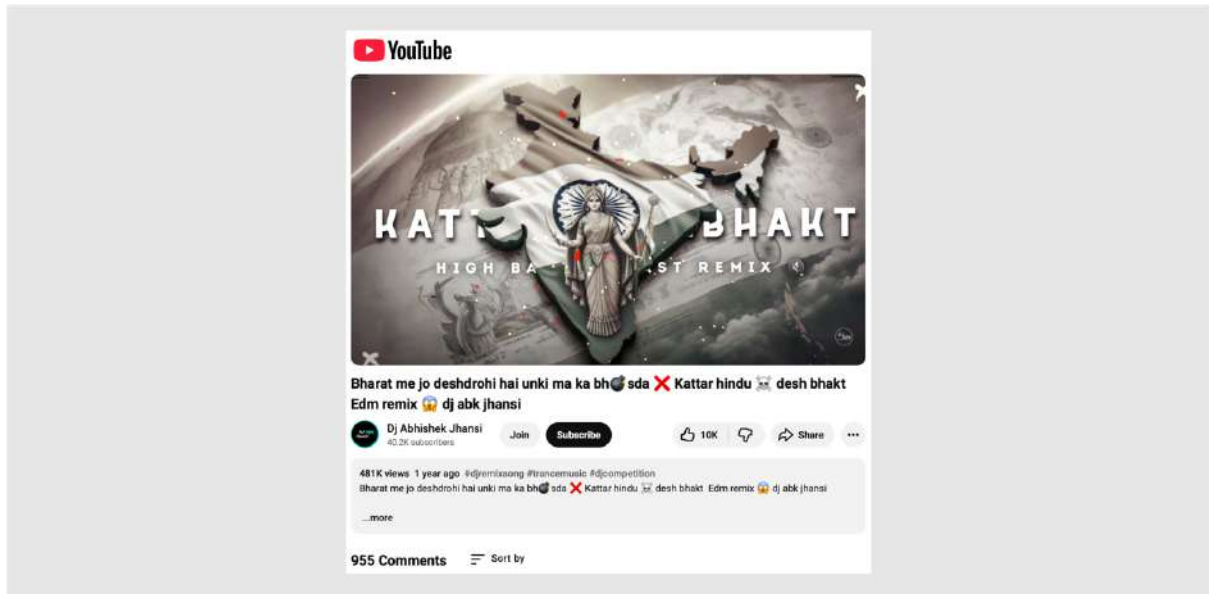 YouTube
KATT BHAKT
HIGH BA ST REMIX
Bharat me jo deshdrohi hai unki ma ka bh💣sda ❌ Kattar hindu ☠️ desh bhakt
Edm remix 😱 dj abk jhansi
Dj Abhishek Jhansi
40.2K subscribers
Join
Subscribe
10K
Share
...
481K views 1 year ago #djremixsong #trancemusic #djcompetition
Bharat me jo deshdrohi hai unki ma ka bh💣sda ❌ Kattar hindu ☠️ desh bhakt Edm remix 😱 dj abk jhansi
...more
955 Comments
Sort by